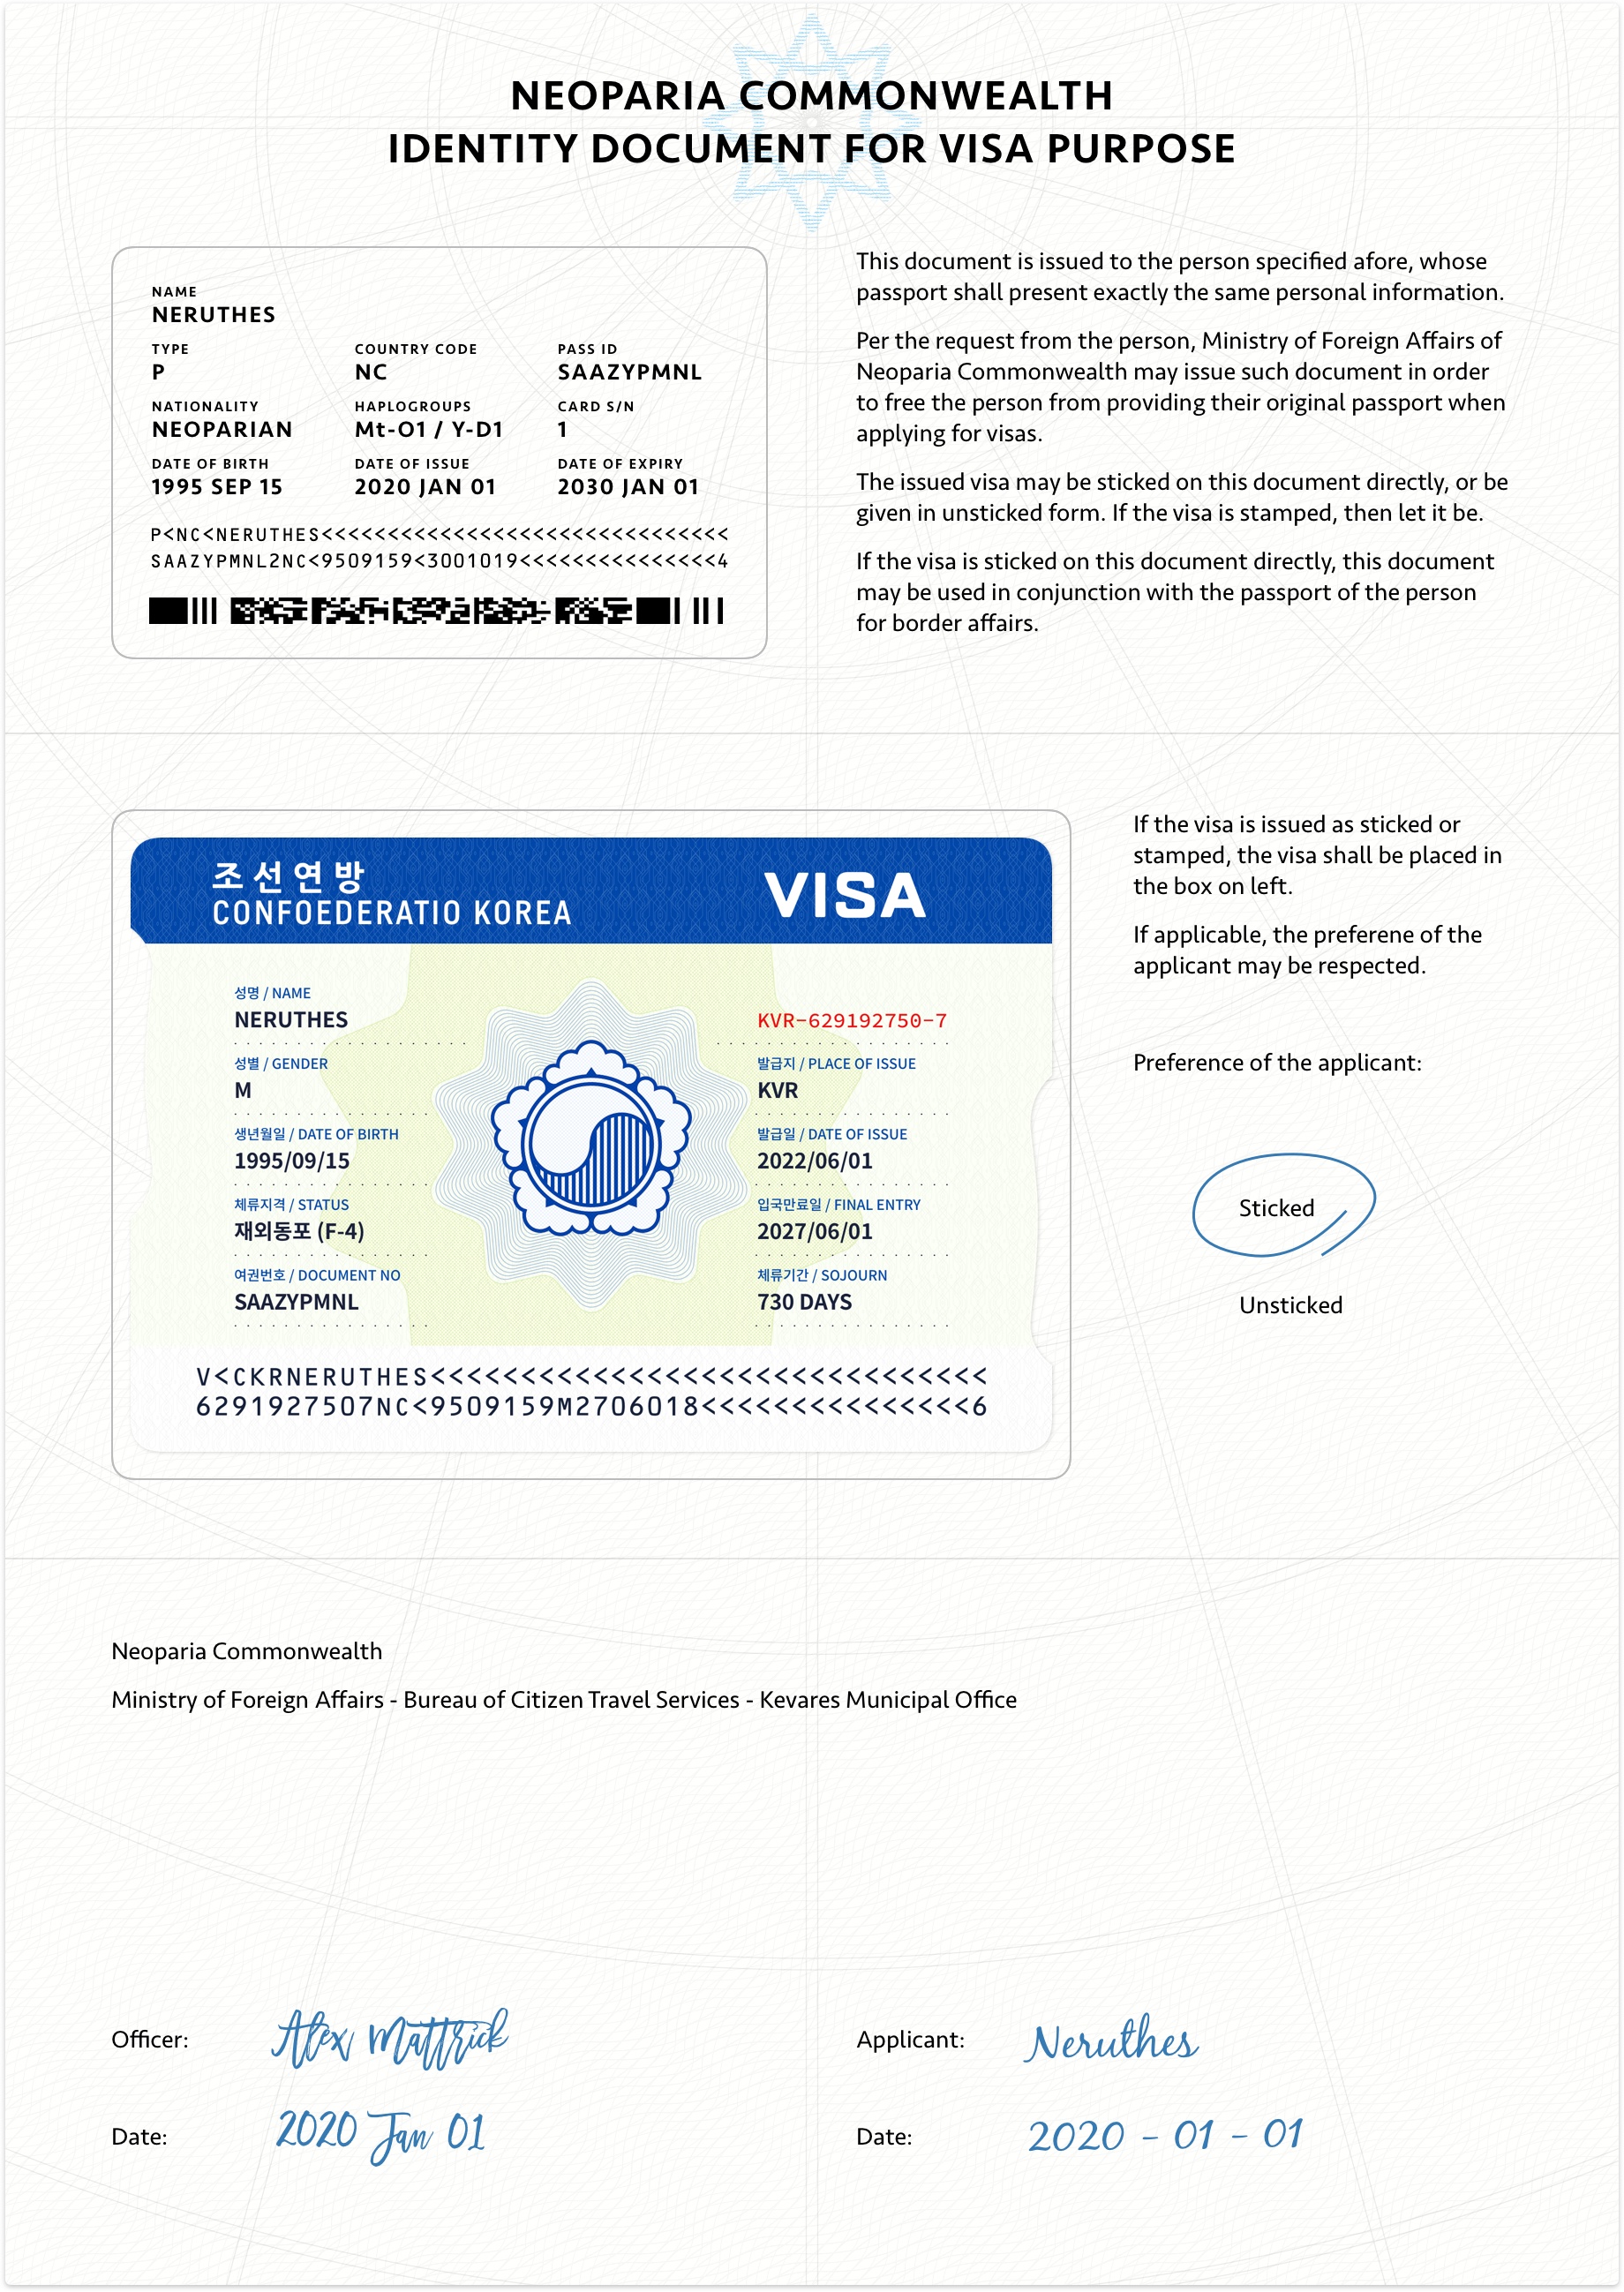 NEOPARIA COMMONWEALTH
IDENTITY DOCUMENT FOR VISA PURPOSE
NAME
NERUTHES
TYPE COUNTRY CODE PASS ID
P NC SAAZYPMNL
NATIONALITY HAPLOGROUPS CARD S/N
NEOPARIAN Mt-O1 / Y-D1 1
DATE OF BIRTH DATE OF ISSUE DATE OF EXPIRY
1995 SEP 15 2020 JAN 01 2030 JAN 01
P<NC<NERUTHES<<<<<<<<<<<<<<<<<<<<<<<<<<<<<<<
SAAZYPMNL2NC<9509159<3001019<<<<<<<<<<<<<<<4
This document is issued to the person specified afore, whose
passport shall present exactly the same personal information.
Per the request from the person, Ministry of Foreign Affairs of
Neoparia Commonwealth may issue such document in order
to free the person from providing their original passport when
applying for visas.
The issued visa may be sticked on this document directly, or be
given in unsticked form. If the visa is stamped, then let it be.
If the visa is sticked on this document directly, this document
may be used in conjunction with the passport of the person
for border affairs.
조선연방
CONFOEDERATIO KOREA
VISA
성명 / NAME
NERUTHES
성별 / GENDER
M
생년월일 / DATE OF BIRTH
1995/09/15
체류지격 / STATUS
재외동포 (F-4)
여권번호 / DOCUMENT NO
SAAZYPMNL
KVR-629192750-7
발급지 / PLACE OF ISSUE
KVR
발급일 / DATE OF ISSUE
2022/06/01
입국만료일 / FINAL ENTRY
2027/06/01
체류기간 / SOJOURN
730 DAYS
V<CKRNERUTHES<<<<<<<<<<<<<<<<<<<<<<<<<<<<<<<
6291927507NC<9509159M2706018<<<<<<<<<<<<<<<6
If the visa is issued as sticked or
stamped, the visa shall be placed in
the box on left.
If applicable, the preferene of the
applicant may be respected.
Preference of the applicant:
Sticked
Unsticked
Neoparia Commonwealth
Ministry of Foreign Affairs - Bureau of Citizen Travel Services - Kevares Municipal Office
Officer: Alex Mattrick
Applicant: Neruthes
Date: 2020 Jan 01
Date: 2020 - 01 - 01